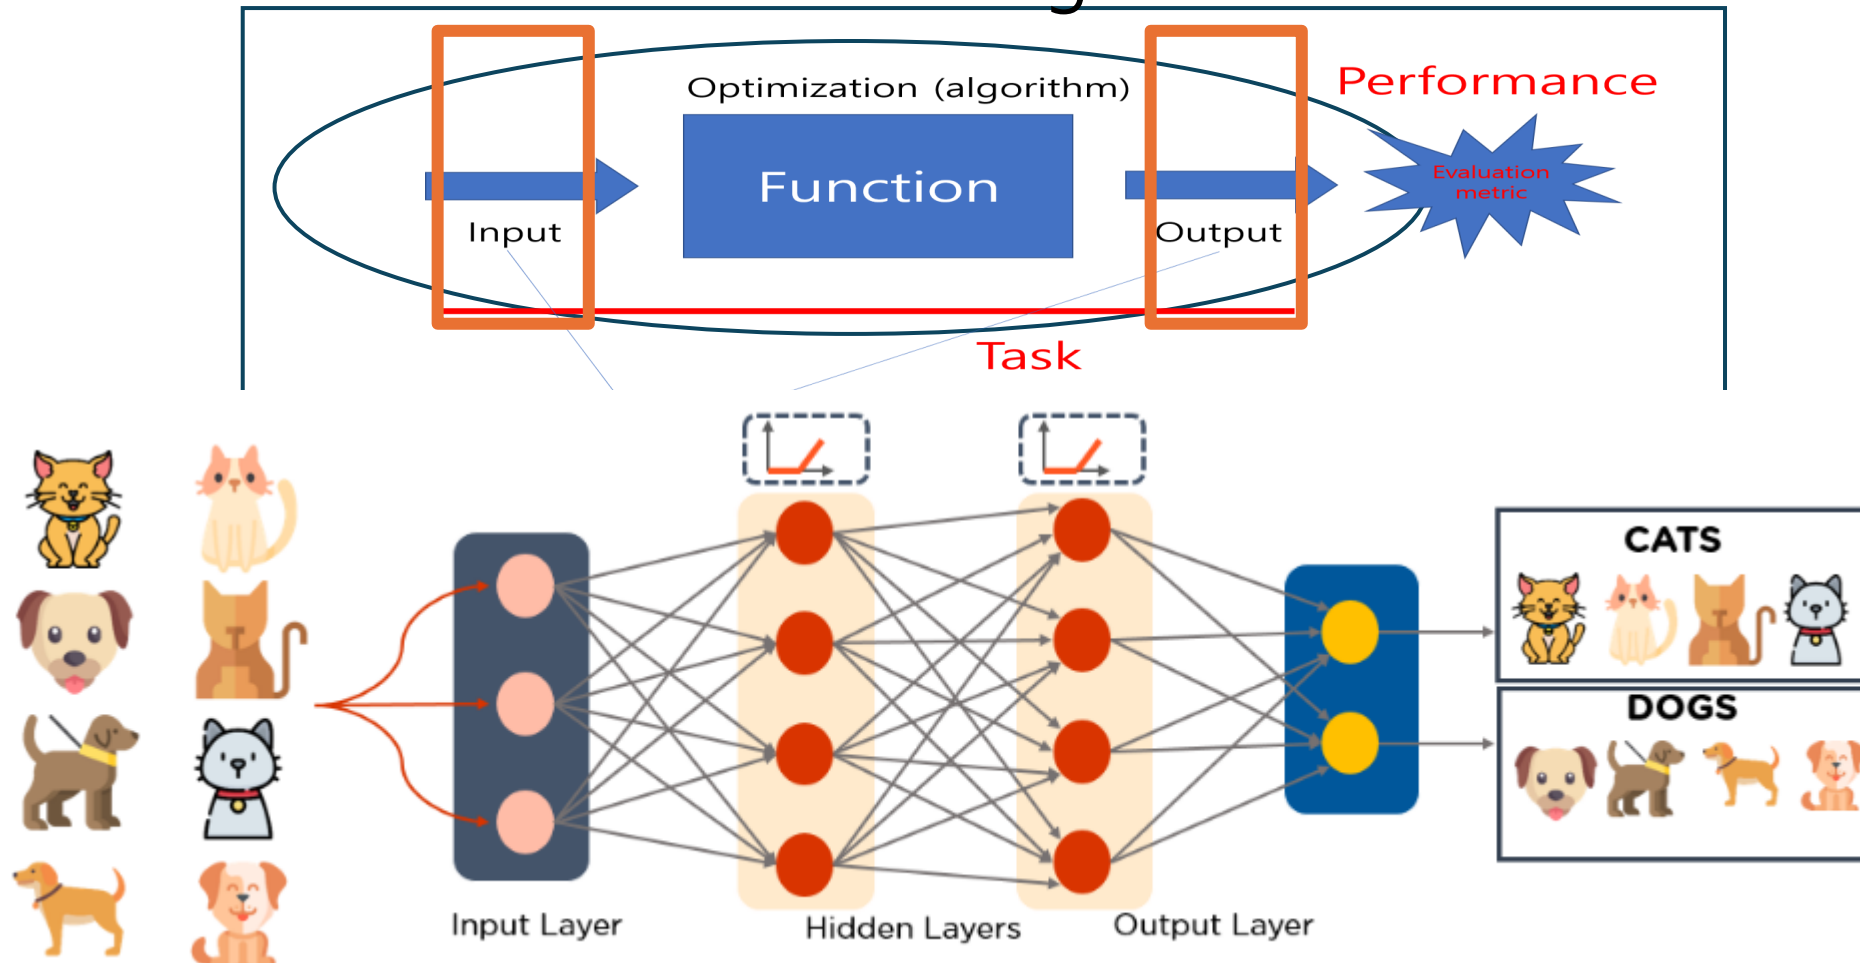 Optimization (algorithm)
Performance
Function
Evaluation
metric
Input
Output
Task
CATS
DOGS
Input Layer
Hidden Layers
Output Layer